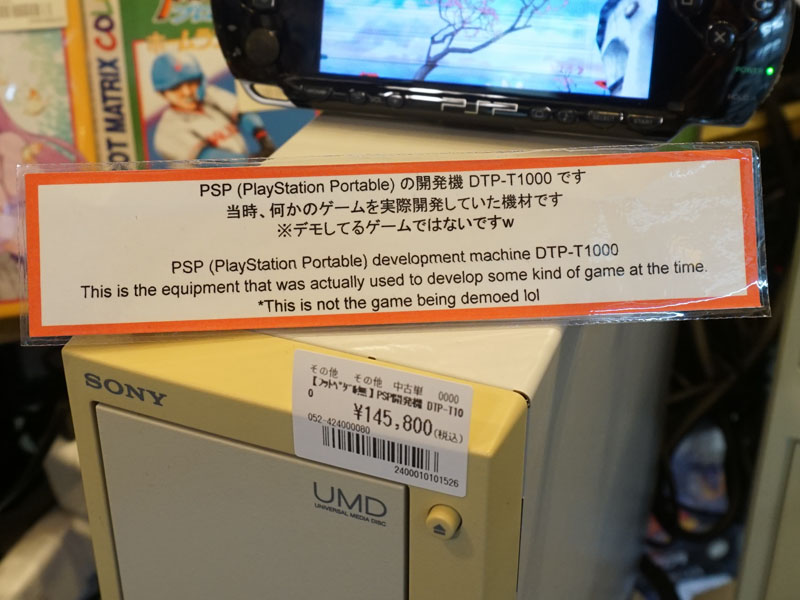 DOT MATRIX CO
PSP
POWER
PSP (PlayStation Portable) の開発機 DTP-T1000 です
当時、何かのゲームを実際開発していた機材です
※デモしてるゲームではないですw
PSP (PlayStation Portable) development machine DTP-T1000
This is the equipment that was actually used to develop some kind of game at the time.
*This is not the game being demoed lol
SONY
その他 その他 中古単 0000
PSP開発機 DTP-T10
0
¥145,800(税込)
052-424000080
2400010101526
UMD
UNIVERSAL MEDIA DISC